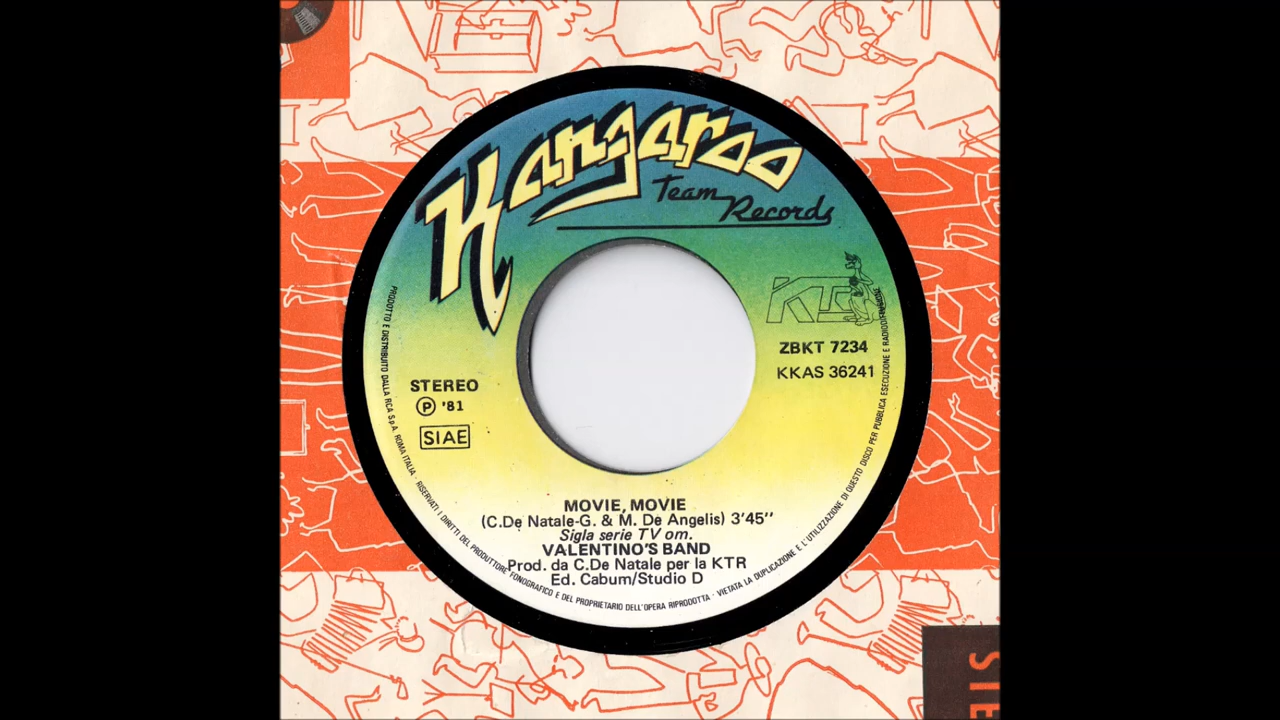 Kangaroo
Team Records
KTR
ZBKT 7234
KKAS 36241
STEREO
Ⓟ '81
SIAE
MOVIE, MOVIE
(C.De Natale-G. & M. De Angelis) 3'45''
Sigla serie TV om.
VALENTINO'S BAND
Prod. da C.De Natale per la KTR
Ed. Cabum/Studio D
PRODOTTO E DISTRIBUITO DALLA RCA S.p.A. ROMA ITALIA - RISERVATI I DIRITTI DEL PRODUTTORE FONOGRAFICO E DEL PROPRIETARIO DELL'OPERA RIPRODOTTA - VIETATA LA DUPLICAZIONE E L'UTILIZZAZIONE DI QUESTO DISCO PER PUBBLICA ESECUZIONE E RADIODIFFUSIONE
STE